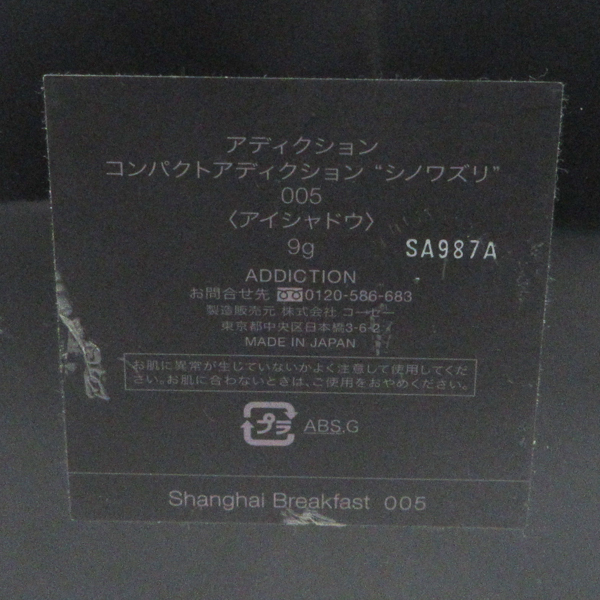 アディクション
コンパクトアディクション “シノワズリ”
005
〈アイシャドウ〉
9g
SA987A
ADDICTION
お問合せ先 0120-586-683
製造販売元 株式会社 コーセー
東京都中央区日本橋3-6-2
MADE IN JAPAN
お肌に異常が生じていないかよく注意して使用してくだ
さい。お肌に合わないときは、ご使用をおやめください。
プラ ABS,G
Shanghai Breakfast 005